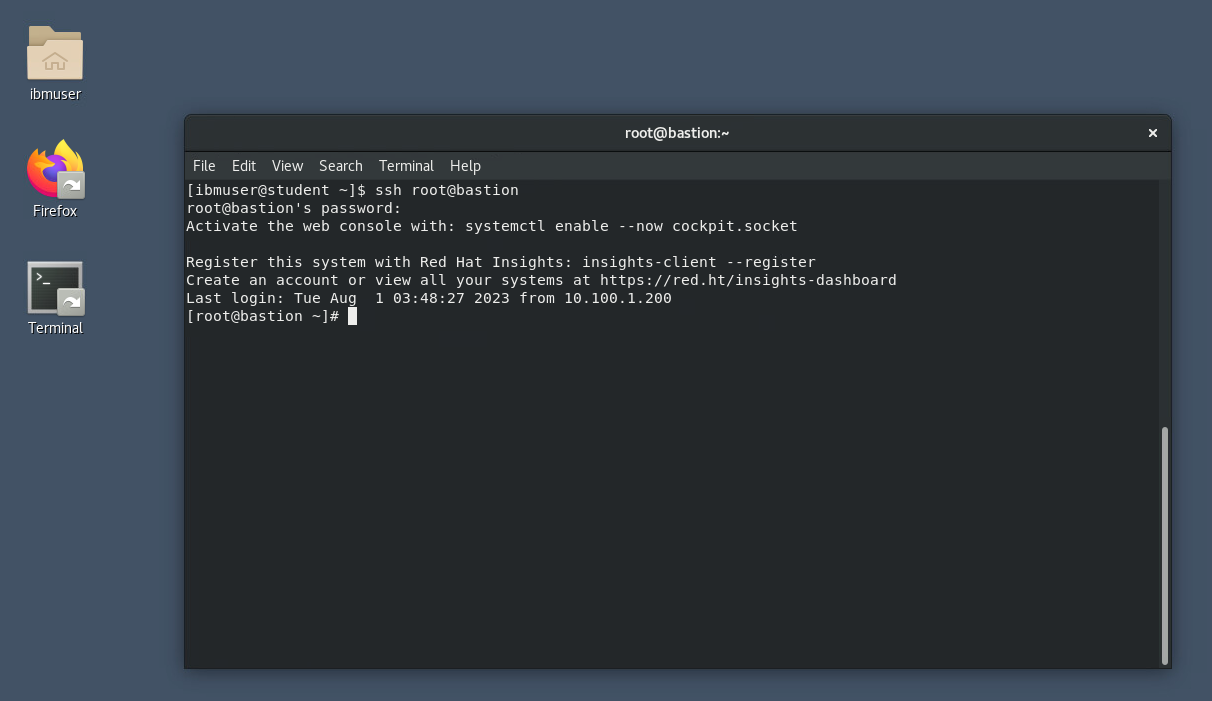 ibmuser
Firefox
Terminal
root@bastion:~
File Edit View Search Terminal Help
[ibmuser@student ~]$ ssh root@bastion
root@bastion's password:
Activate the web console with: systemctl enable --now cockpit.socket
Register this system with Red Hat Insights: insights-client --register
Create an account or view all your systems at https://red.ht/insights-dashboard
Last login: Tue Aug  1 03:48:27 2023 from 10.100.1.200
[root@bastion ~]#